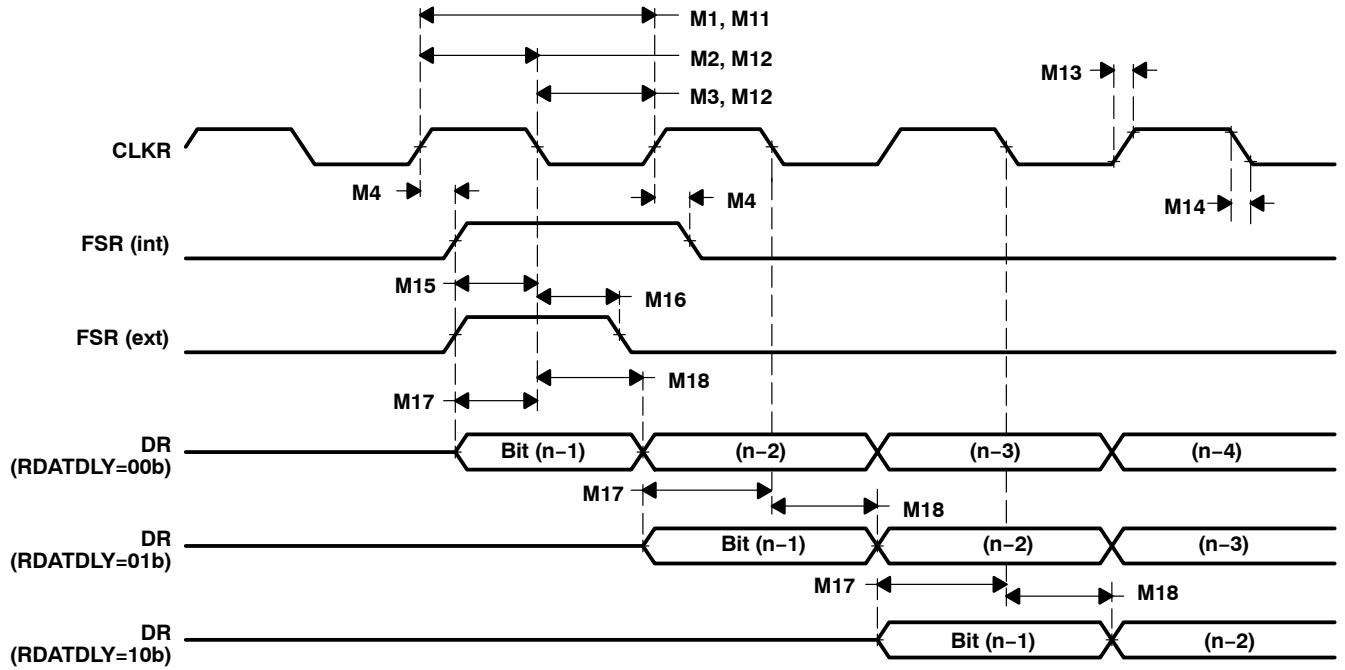 M1, M11
M2, M12
M13
M3, M12
CLKR
M4
M4
M14
FSR (int)
M15
M16
FSR (ext)
M18
M17
DR
(RDATDLY=00b)
Bit (n−1)
(n−2)
(n−3)
(n−4)
M17
M18
DR
(RDATDLY=01b)
Bit (n−1)
(n−2)
(n−3)
M17
M18
DR
(RDATDLY=10b)
Bit (n−1)
(n−2)